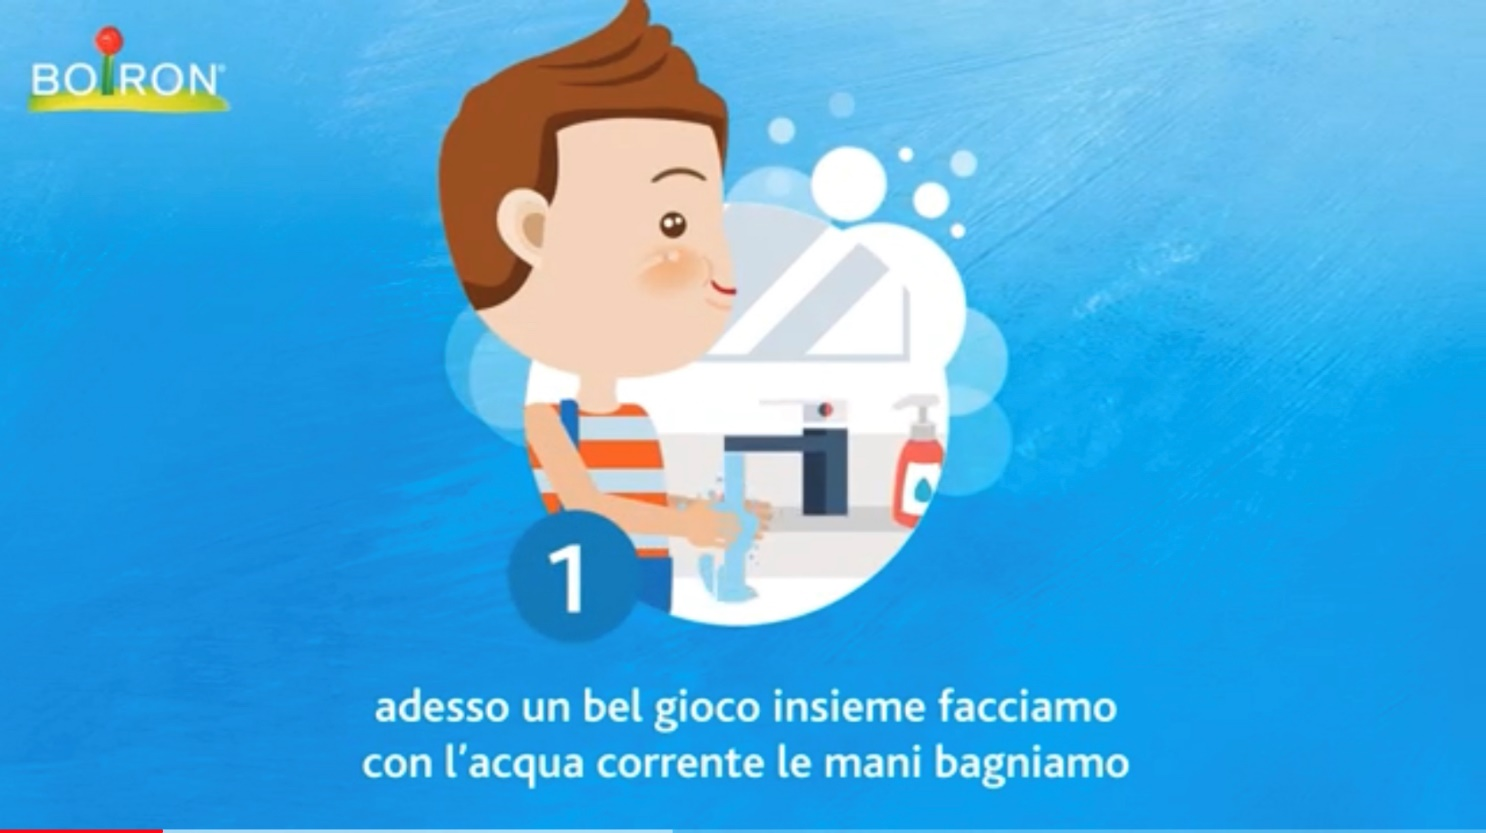 BOIRON®
1
adesso un bel gioco insieme facciamo
con l'acqua corrente le mani bagniamo